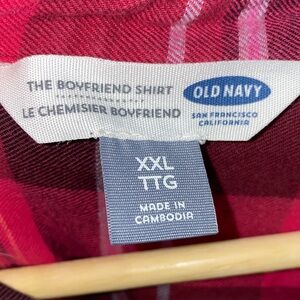 THE BOYFRIEND SHIRT
LE CHEMISIER BOYFRIEND
OLD NAVY
SAN FRANCISCO
CALIFORNIA
XXL
TTG
MADE IN
CAMBODIA